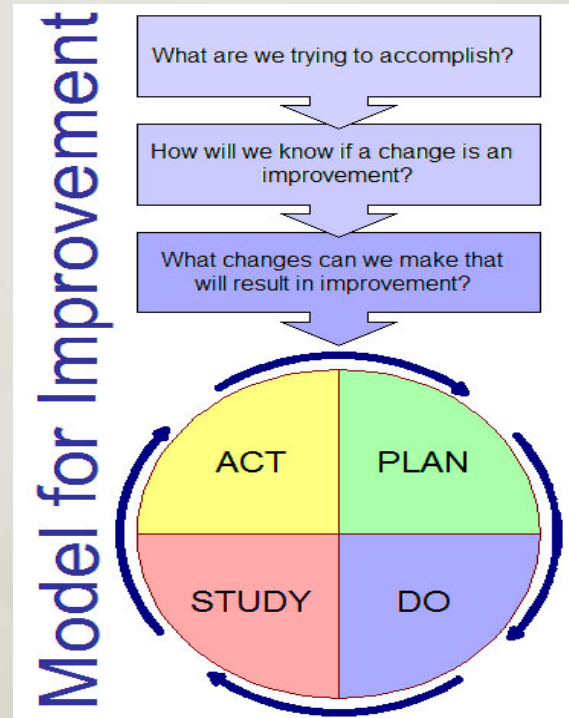 Model for Improvement
What are we trying to accomplish?
How will we know if a change is an
improvement?
What changes can we make that
will result in improvement?
ACT
PLAN
STUDY
DO